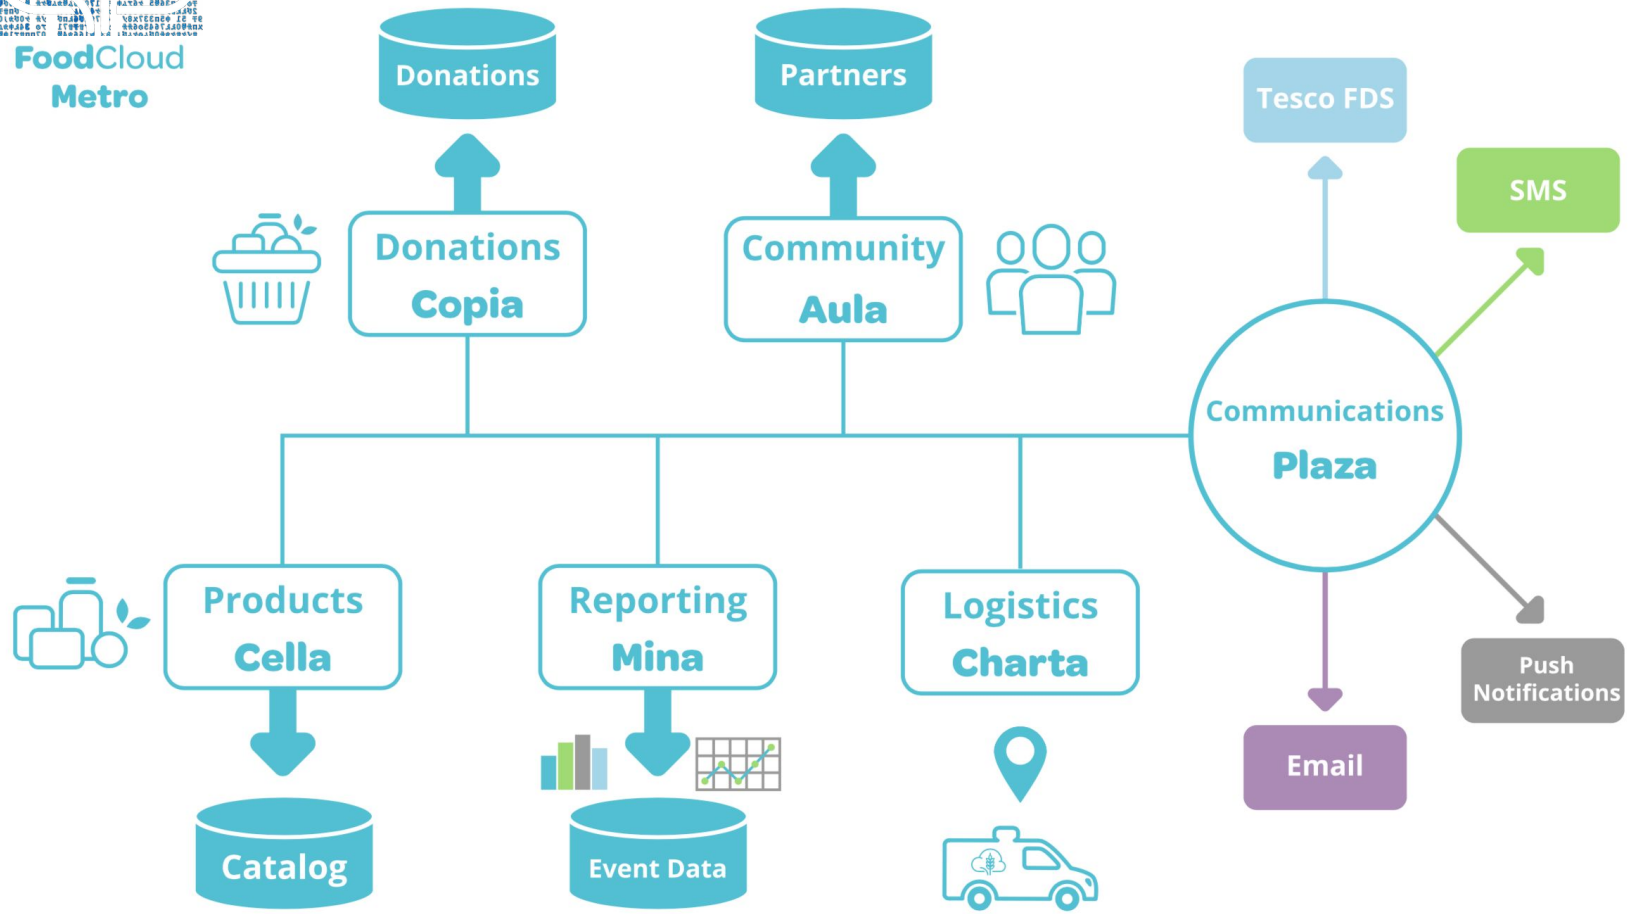 FoodCloud
Metro
Donations
Partners
Tesco FDS
SMS
Donations
Copia
Community
Aula
Communications
Plaza
Products
Cella
Reporting
Mina
Logistics
Charta
Push
Notifications
Email
Catalog
Event Data